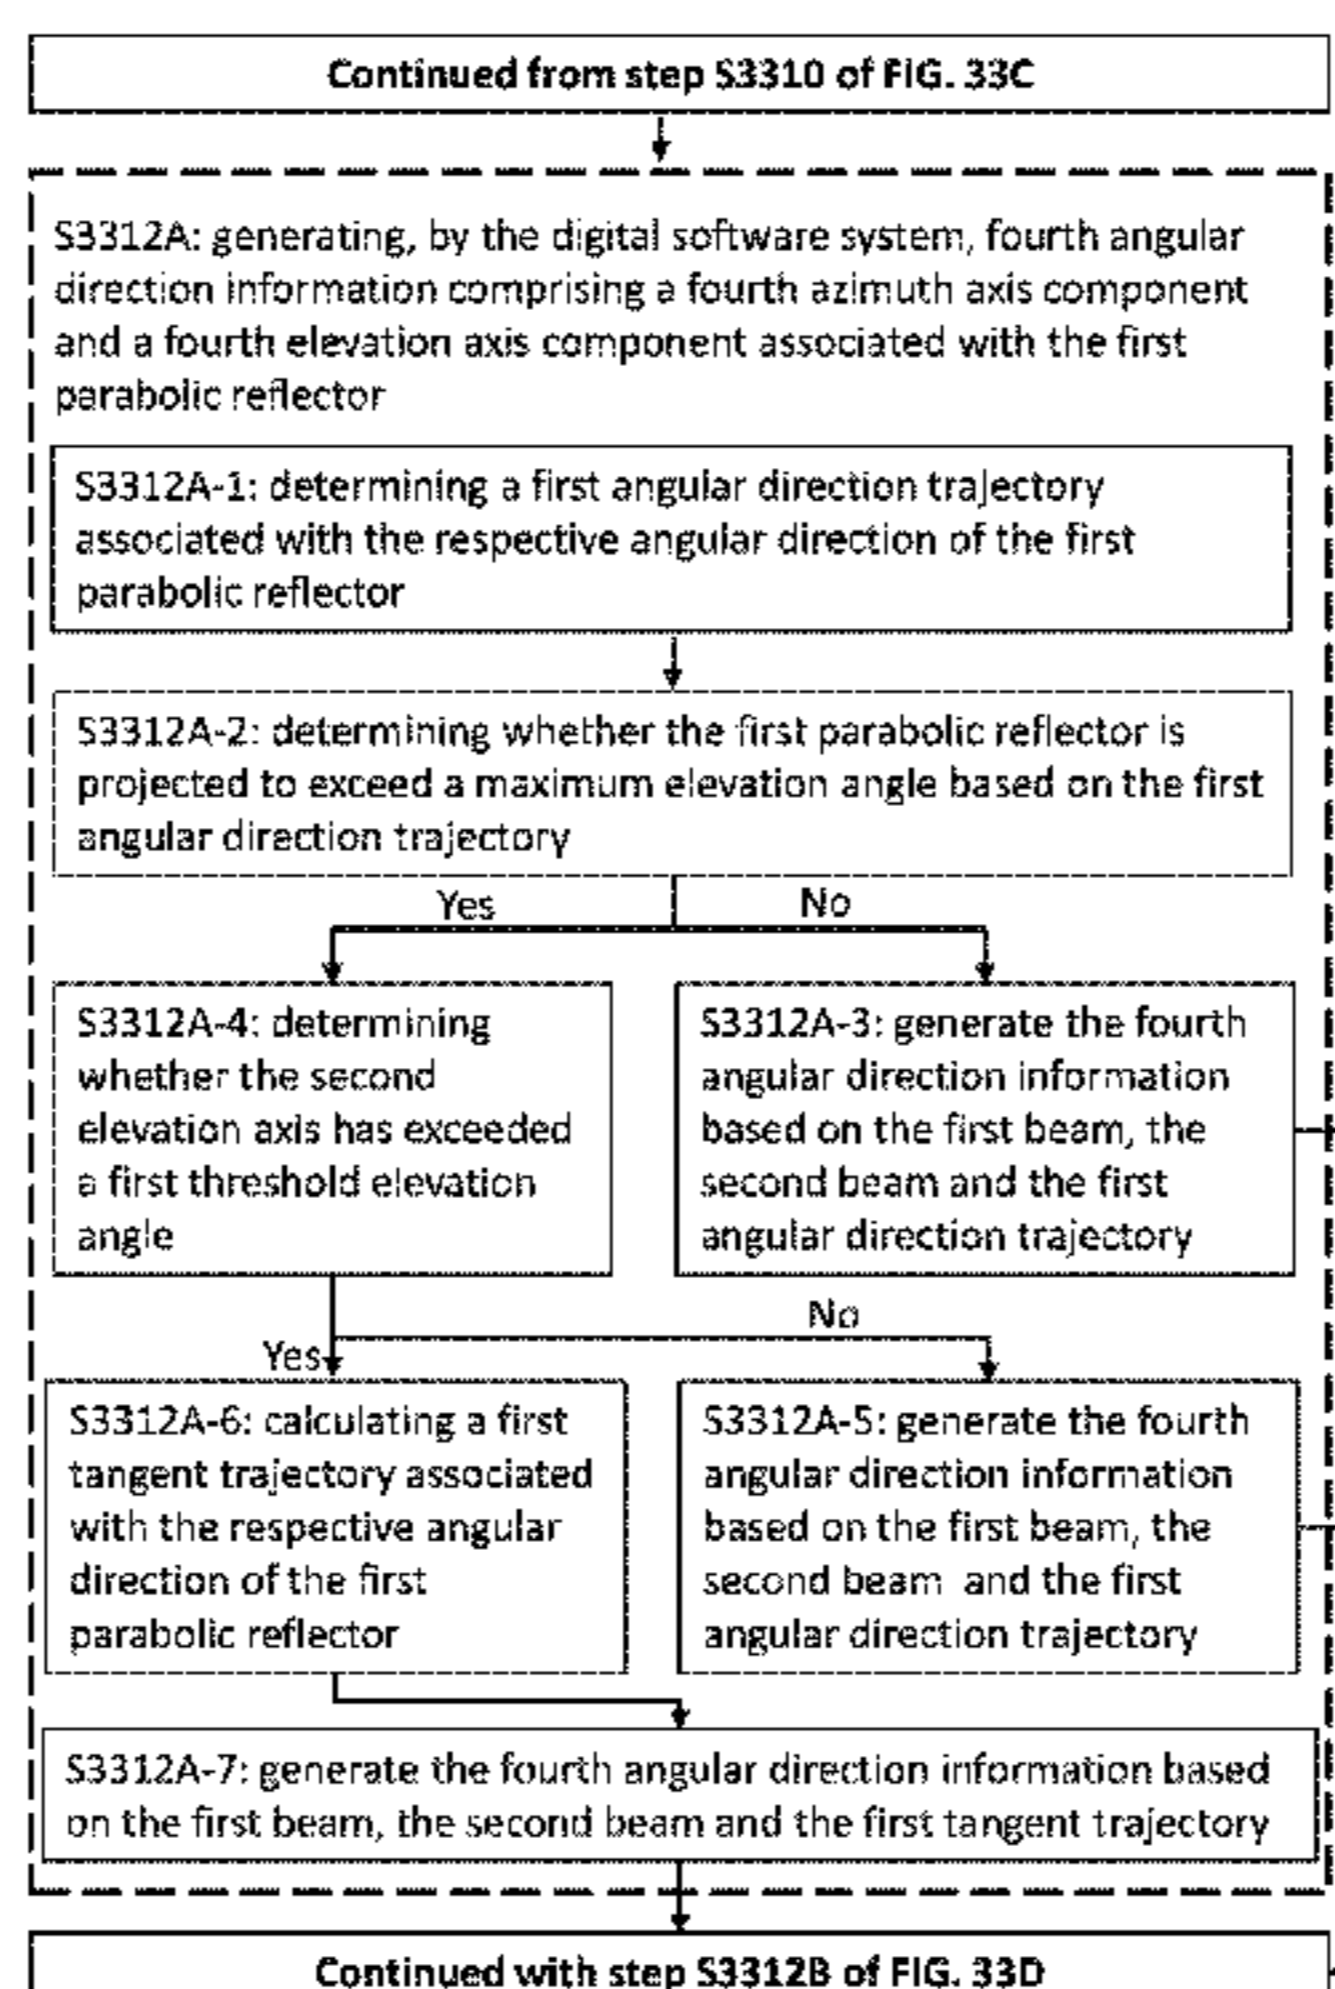 Continued from step S3310 of FIG. 33C
S3312A: generating, by the digital software system, fourth angular
direction information comprising a fourth azimuth axis component
and a fourth elevation axis component associated with the first
parabolic reflector
S3312A-1: determining a first angular direction trajectory
associated with the respective angular direction of the first
parabolic reflector
S3312A-2: determining whether the first parabolic reflector is
projected to exceed a maximum elevation angle based on the first
angular direction trajectory
Yes
No
S3312A-4: determining
whether the second
elevation axis has exceeded
a first threshold elevation
angle
S3312A-3: generate the fourth
angular direction information
based on the first beam, the
second beam and the first
angular direction trajectory
No
Yes
S3312A-6: calculating a first
tangent trajectory associated
with the respective angular
direction of the first
parabolic reflector
S3312A-5: generate the fourth
angular direction information
based on the first beam, the
second beam and the first
angular direction trajectory
S3312A-7: generate the fourth angular direction information based
on the first beam, the second beam and the first tangent trajectory
Continued with step S3312B of FIG. 33D